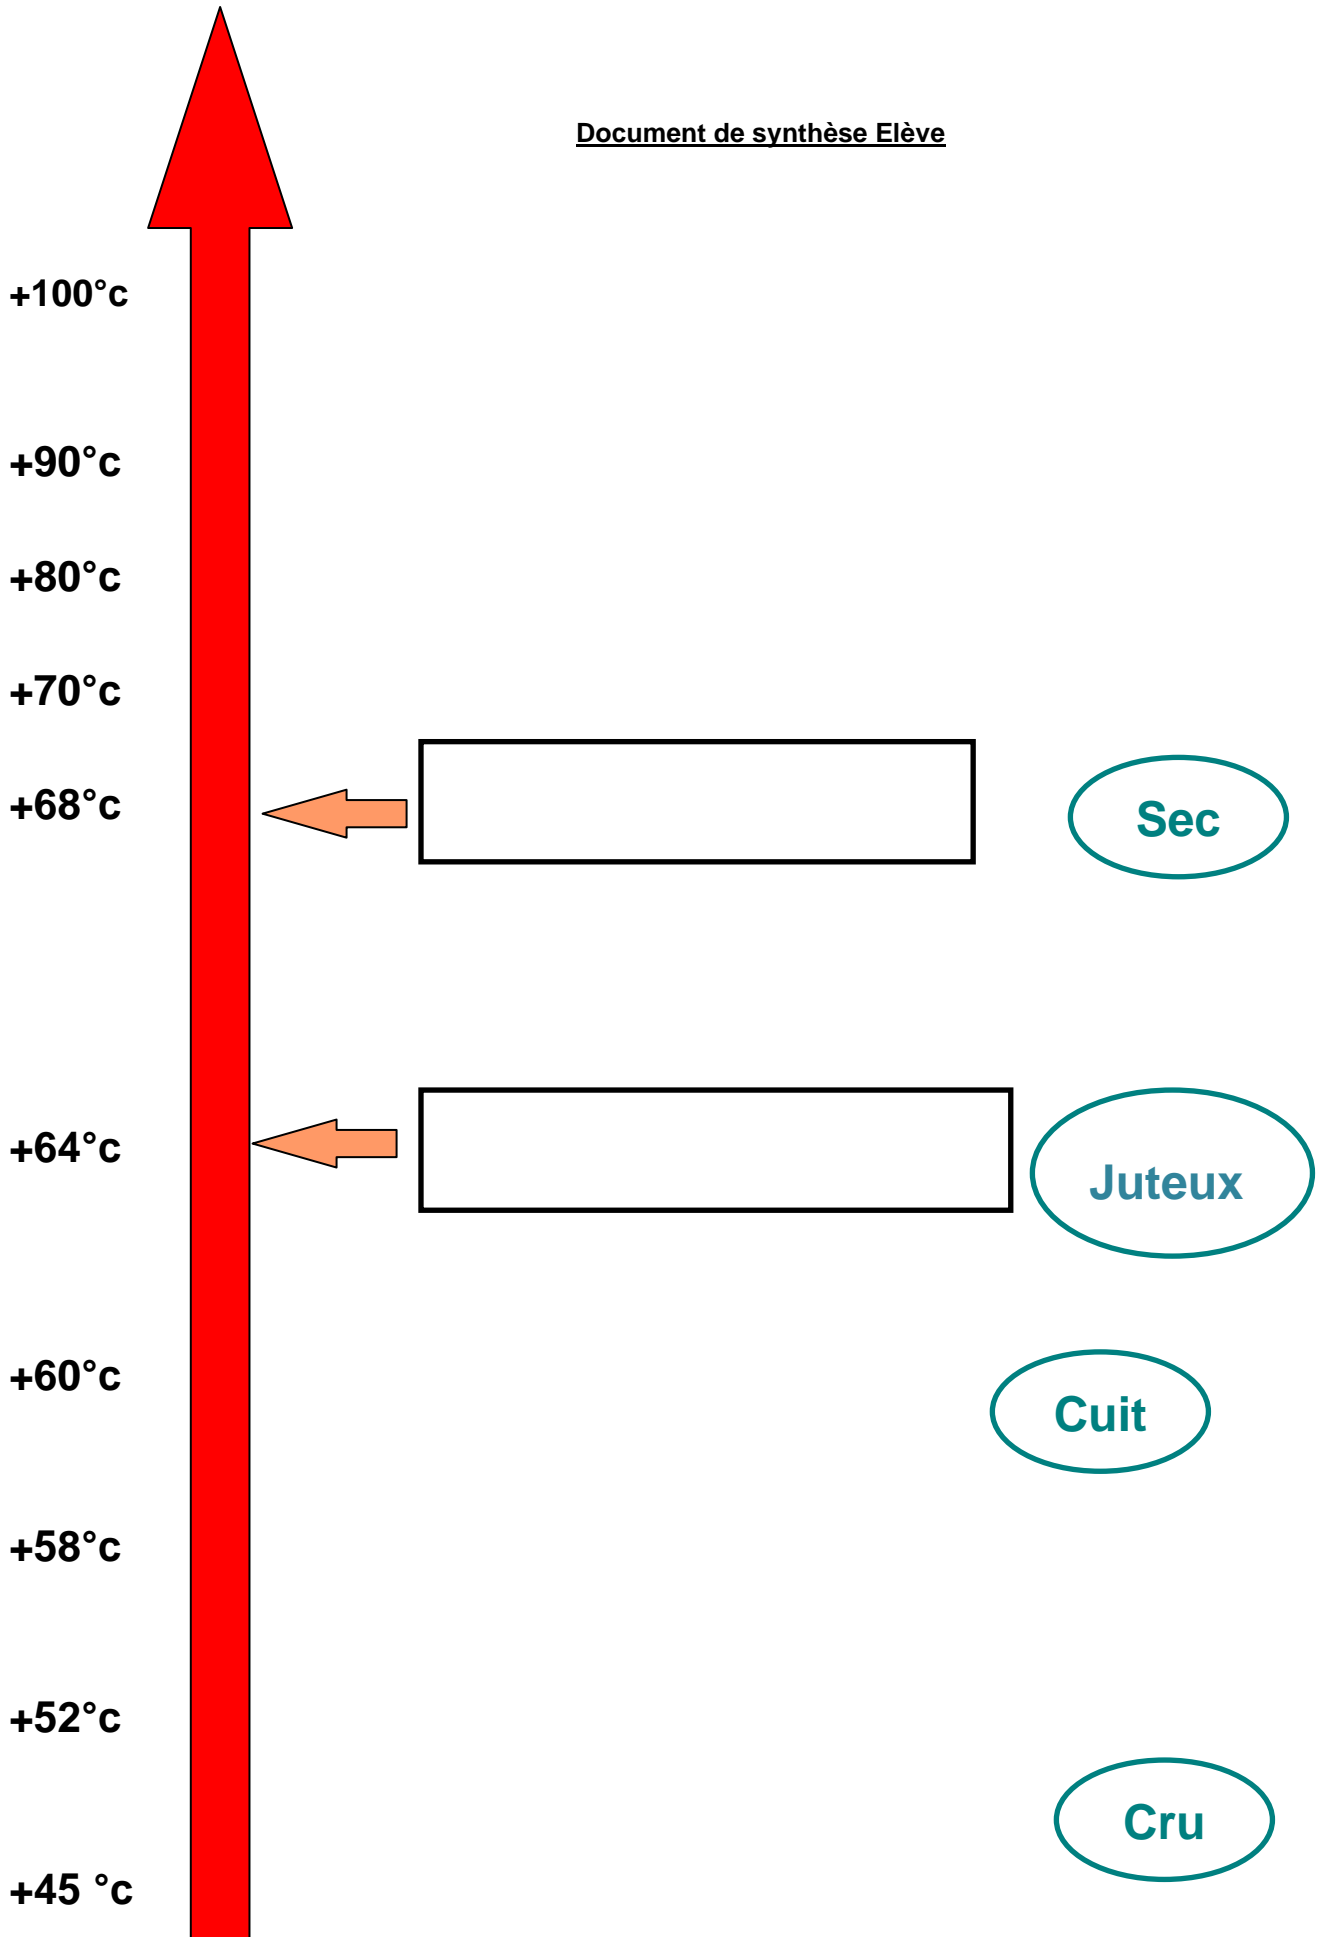 Document de synthèse Elève
+100°c
+90°c
+80°c
+70°c
+68°c
Sec
+64°c
Juteux
+60°c
Cuit
+58°c
+52°c
Cru
+45 °c